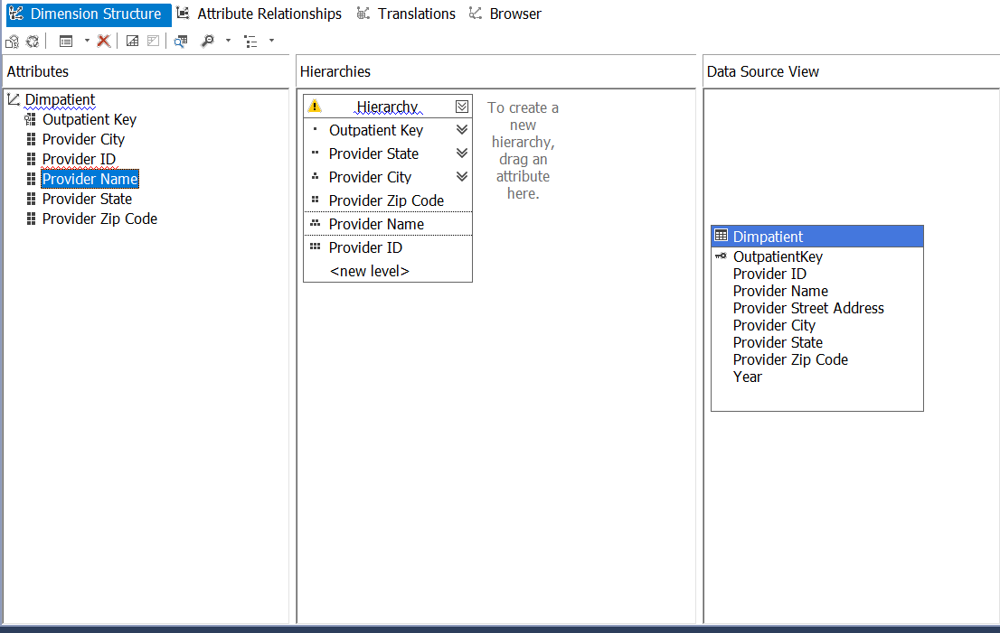 Dimension Structure Attribute Relationships Translations Browser
Attributes
Dimpatient
Outpatient Key
Provider City
Provider ID
Provider Name
Provider State
Provider Zip Code
Hierarchies
Hierarchy
Outpatient Key
Provider State
Provider City
Provider Zip Code
Provider Name
Provider ID
<new level>
To create a
new
hierarchy,
drag an
attribute
here.
Data Source View
Dimpatient
OutpatientKey
Provider ID
Provider Name
Provider Street Address
Provider City
Provider State
Provider Zip Code
Year